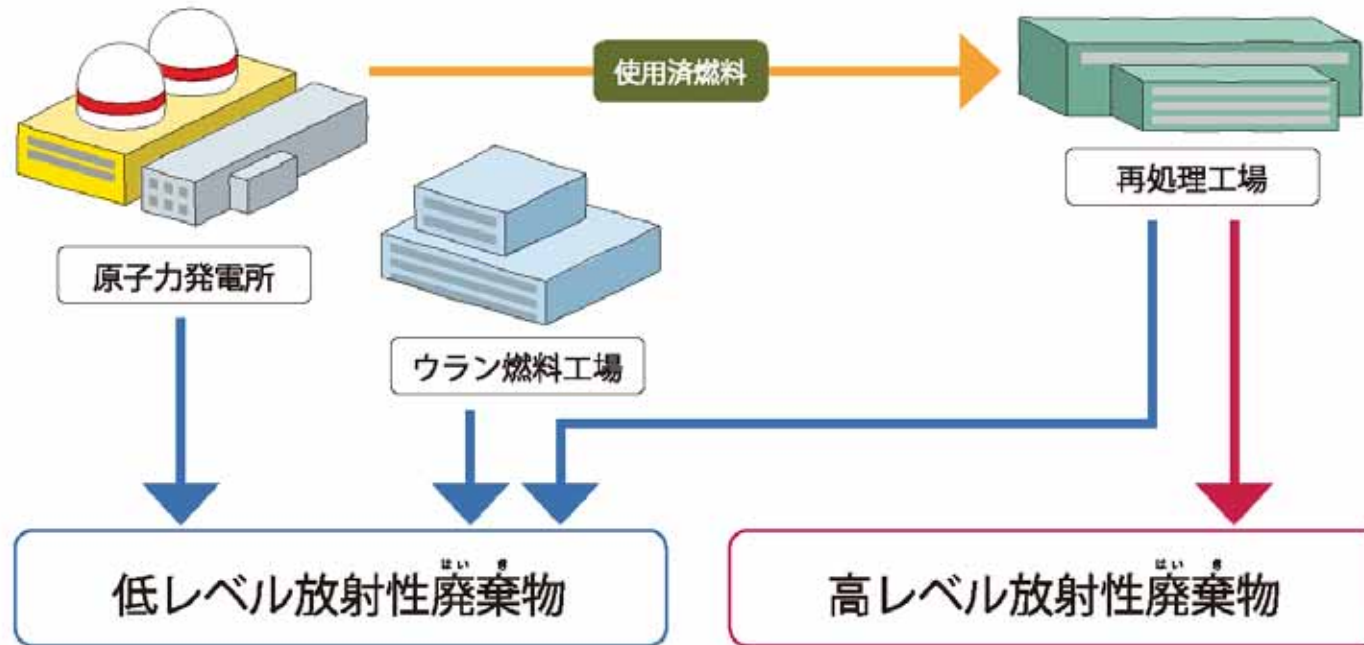 使用済燃料
再処理工場
原子力発電所
ウラン燃料工場
はいき
低レベル放射性廃棄物
はいき
高レベル放射性廃棄物